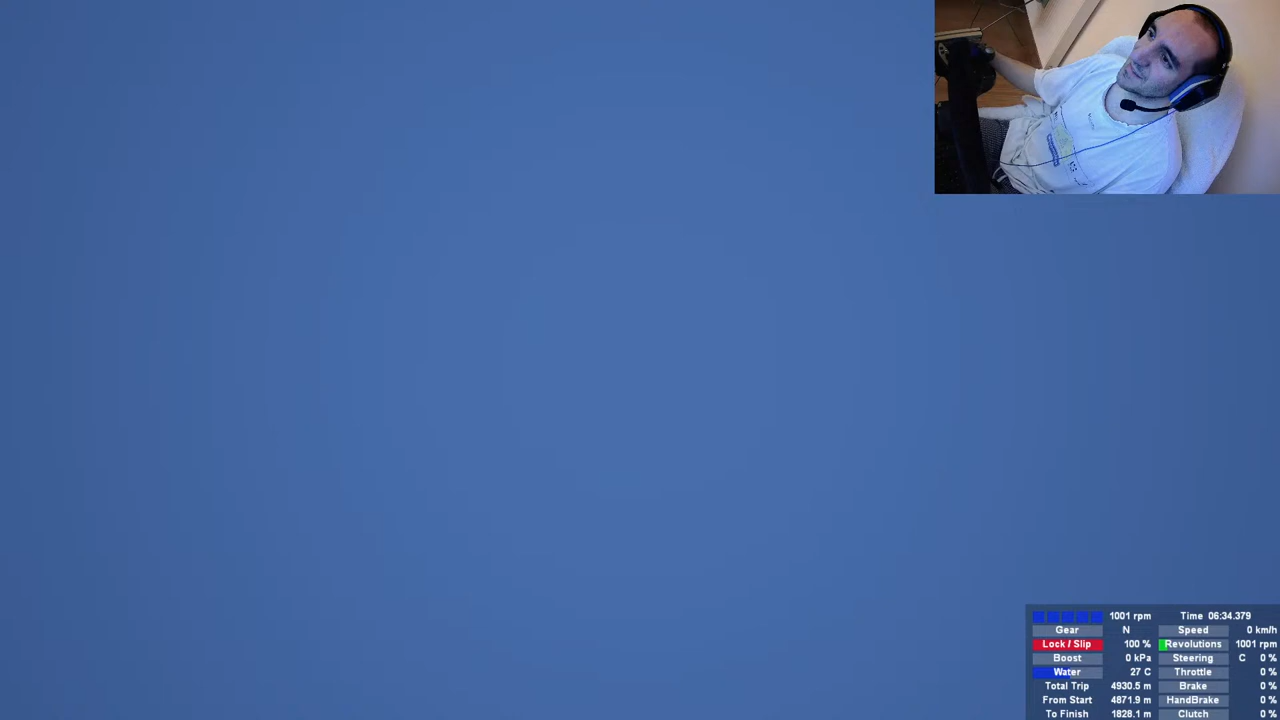 1001 rpm Time 06:34.379
Gear N Speed 0 km/h
Lock / Slip 100 % Revolutions 1001 rpm
Boost 0 kPa Steering C 0 %
Water 27 C Throttle 0 %
Total Trip 4930.5 m Brake 0 %
From Start 4871.9 m HandBrake 0 %
To Finish 1828.1 m Clutch 0 %